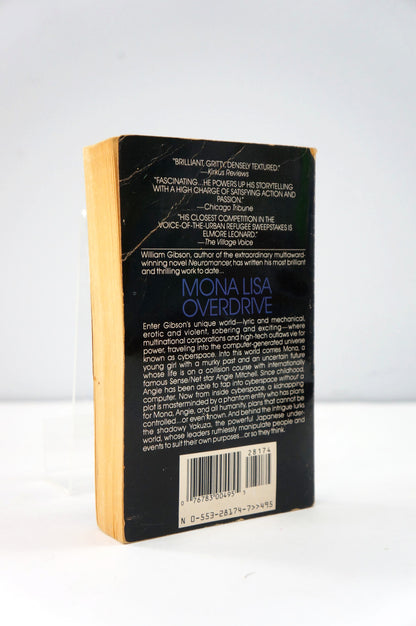 "BRILLIANT, GRITTY, DENSELY TEXTURED."
—Kirkus Reviews
"FASCINATING...HE POWERS UP HIS STORYTELLING
WITH A HIGH CHARGE OF SATISFYING ACTION AND
PASSION."
—Chicago Tribune
"HIS CLOSEST COMPETITION IN THE
VOICE-OF-THE-URBAN REFUGEE SWEEPSTAKES IS
ELMORE LEONARD."
—The Village Voice
William Gibson, author of the extraordinary multiaward-
winning novel Neuromancer, has written his most brilliant
and thrilling work to date...
MONA LISA
OVERDRIVE
Enter Gibson's unique world—lyric and mechanical,
erotic and violent, sobering and exciting—where
multinational corporations and high-tech outlaws vie for
power, traveling into the computer-generated universe
known as cyberspace. Into this world comes Mona, a
young girl with a murky past and an uncertain future
whose life is on a collision course with internationally
famous Sense/Net star Angie Mitchell. Since childhood,
Angie has been able to tap into cyberspace without a
computer. Now from inside cyberspace, a kidnapping
plot is masterminded by a phantom entity who has plans
for Mona, Angie, and all humanity, plans that cannot be
controlled...or even known. And behind the intrigue lurks
the shadowy Yakuza, the powerful Japanese under-
world, whose leaders ruthlessly manipulate people and
events to suit their own purposes...or so they think.
28174
0 76783 00495 5
N 0-553-28174-7>>495